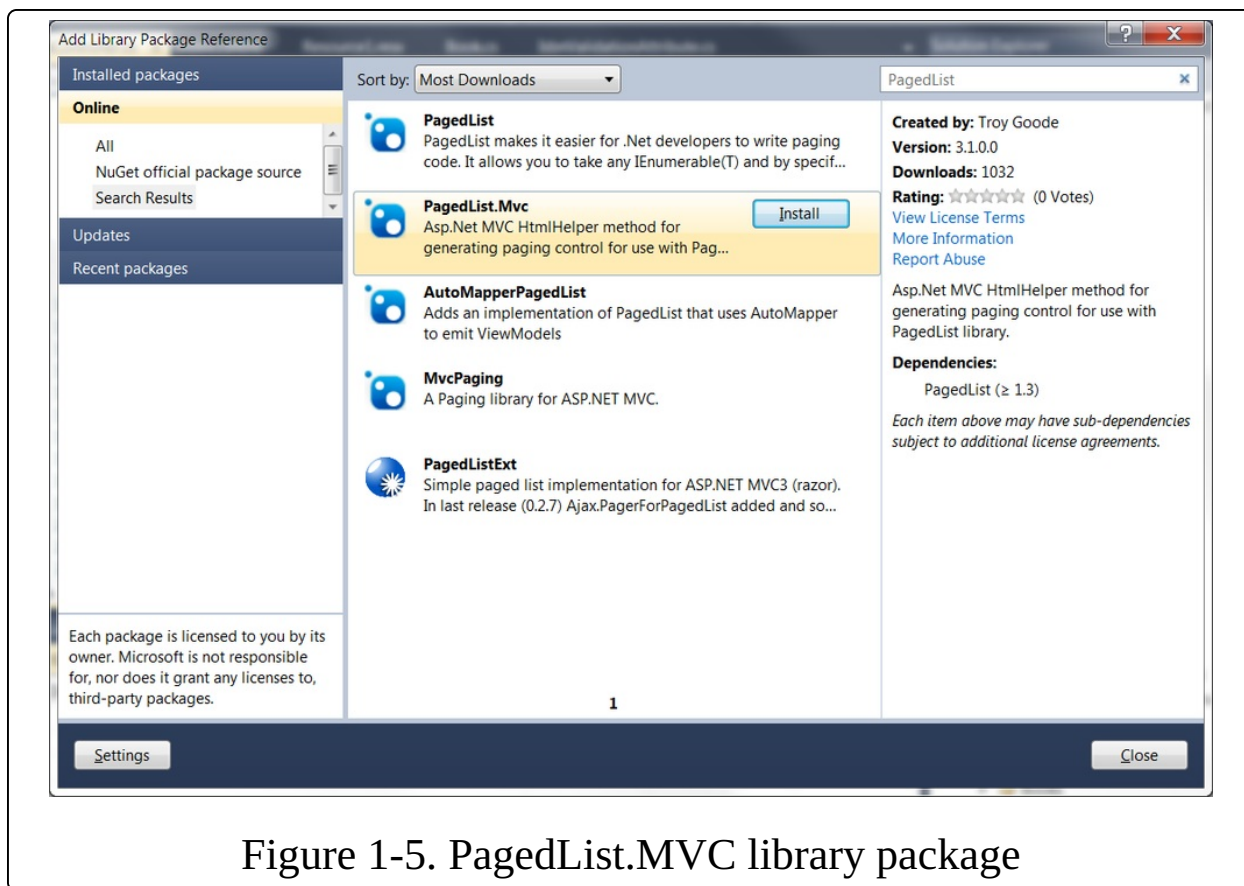 Add Library Package Reference
Installed packages
Online
All
NuGet official package source
Search Results
Updates
Recent packages
Each package is licensed to you by its
owner. Microsoft is not responsible
for, nor does it grant any licenses to,
third-party packages.
Settings
Sort by: Most Downloads
PagedList
PagedList makes it easier for .Net developers to write paging
code. It allows you to take any IEnumerable(T) and by specif...
PagedList.Mvc
Install
Asp.Net MVC HtmlHelper method for
generating paging control for use with Pag...
AutoMapperPagedList
Adds an implementation of PagedList that uses AutoMapper
to emit ViewModels
MvcPaging
A Paging library for ASP.NET MVC.
PagedListExt
Simple paged list implementation for ASP.NET MVC3 (razor).
In last release (0.2.7) Ajax.PagerForPagedList added and so...
1
PagedList
Created by: Troy Goode
Version: 3.1.0.0
Downloads: 1032
Rating: (0 Votes)
View License Terms
More Information
Report Abuse
Asp.Net MVC HtmlHelper method for
generating paging control for use with
PagedList library.
Dependencies:
PagedList (≥ 1.3)
Each item above may have sub-dependencies
subject to additional license agreements.
Close
Figure 1-5. PagedList.MVC library package